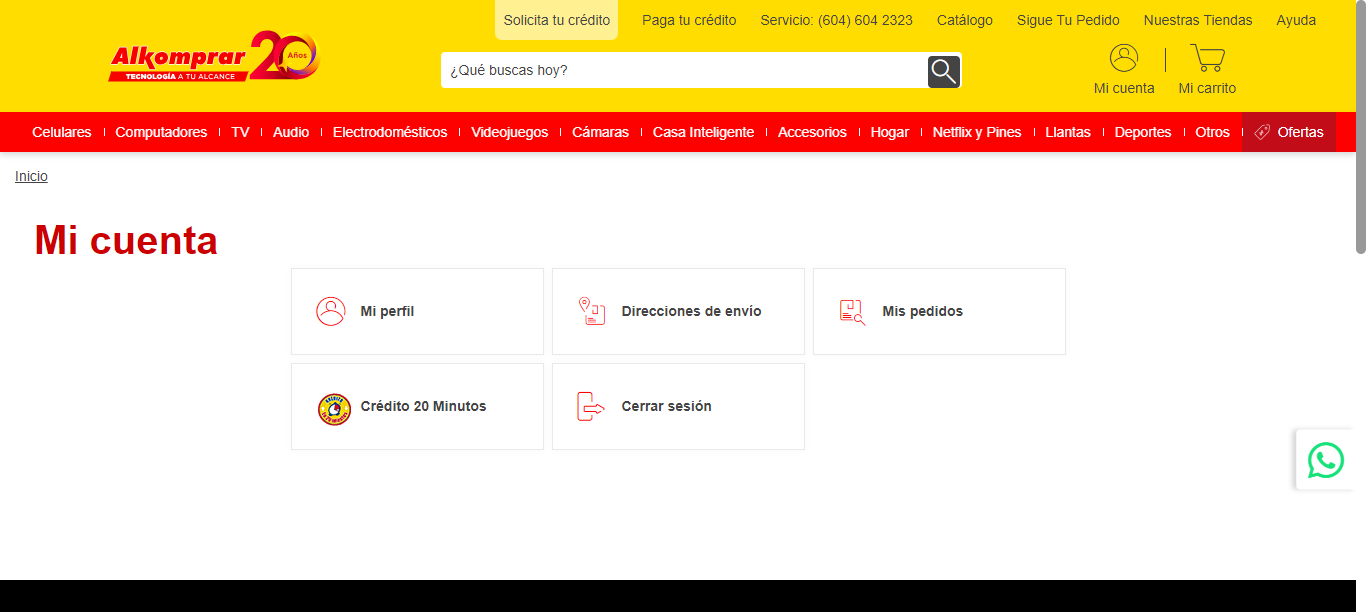 Solicita tu crédito Paga tu crédito Servicio: (604) 604 2323 Catálogo Sigue Tu Pedido Nuestras Tiendas Ayuda
Alkomprar 20 Años
TECNOLOGÍA A TU ALCANCE
¿Qué buscas hoy?
Mi cuenta Mi carrito
Celulares Computadores TV Audio Electrodomésticos Videojuegos Cámaras Casa Inteligente Accesorios Hogar Netflix y Pines Llantas Deportes Otros Ofertas
Inicio
Mi cuenta
Mi perfil Direcciones de envío Mis pedidos
Crédito 20 Minutos Cerrar sesión